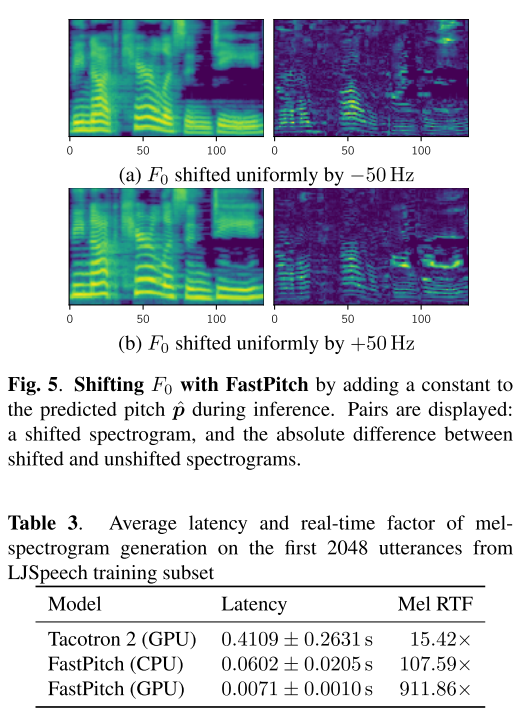 0 50 100 0 50 100
(a) F₀ shifted uniformly by −50 Hz
0 50 100 0 50 100
(b) F₀ shifted uniformly by +50 Hz
Fig. 5. Shifting F₀ with FastPitch by adding a constant to
the predicted pitch p̂ during inference. Pairs are displayed:
a shifted spectrogram, and the absolute difference between
shifted and unshifted spectrograms.
Table 3. Average latency and real-time factor of mel-
spectrogram generation on the first 2048 utterances from
LJSpeech training subset
Model Latency Mel RTF
Tacotron 2 (GPU) 0.4109 ± 0.2631 s 15.42×
FastPitch (CPU) 0.0602 ± 0.0205 s 107.59×
FastPitch (GPU) 0.0071 ± 0.0010 s 911.86×